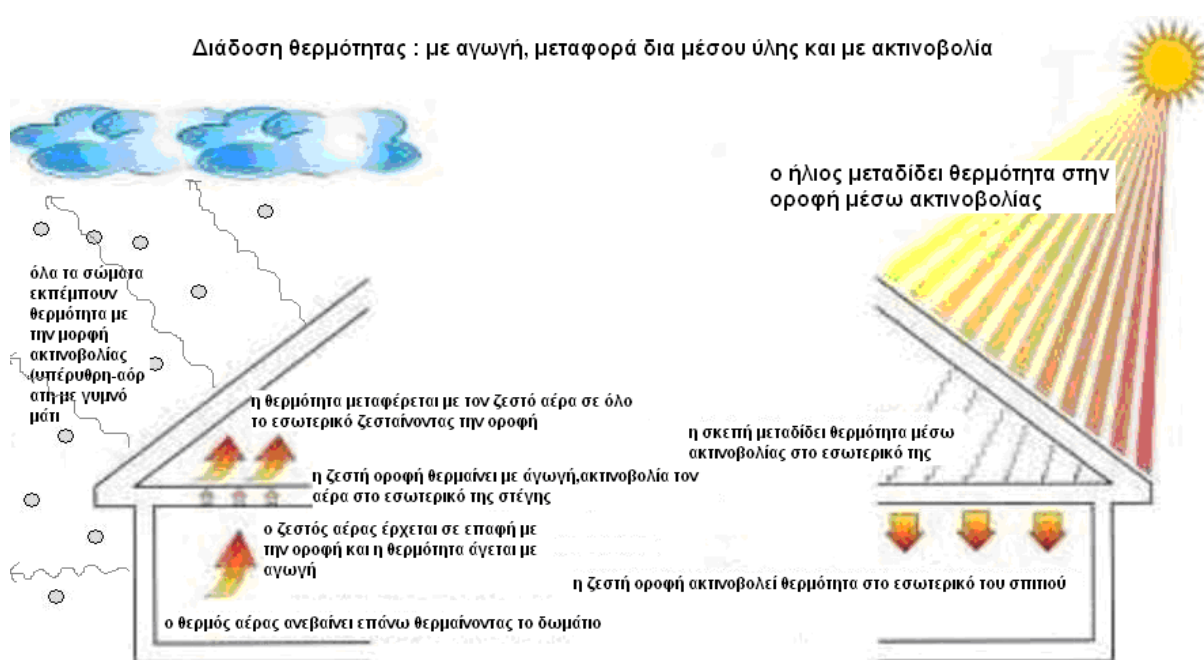 Διάδοση θερμότητας : με αγωγή, μεταφορά δια μέσου ύλης και με ακτινοβολία
ο ήλιος μεταδίδει θερμότητα στην
οροφή μέσω ακτινοβολίας
όλα τα σώματα
εκπέμπουν
θερμότητα με
την μορφή
ακτινοβολίας
(υπέρυθρη-αόρ
ατη με γυμνό
μάτι
η θερμότητα μεταφέρεται με τον ζεστό αέρα σε όλο
το εσωτερικό ζεσταίνοντας την οροφή
η σκεπή μεταδίδει θερμότητα μέσω
ακτινοβολίας στο εσωτερικό της
η ζεστή οροφή θερμαίνει με άγωγή,ακτινοβολία τον
αέρα στο εσωτερικό της στέγης
ο ζεστός αέρας έρχεται σε επαφή με
την οροφή και η θερμότητα άγεται με
αγωγή
η ζεστή οροφή ακτινοβολεί θερμότητα στο εσωτερικό του σπιτιού
ο θερμός αέρας ανεβαίνει επάνω θερμαίνοντας το δωμάτιο